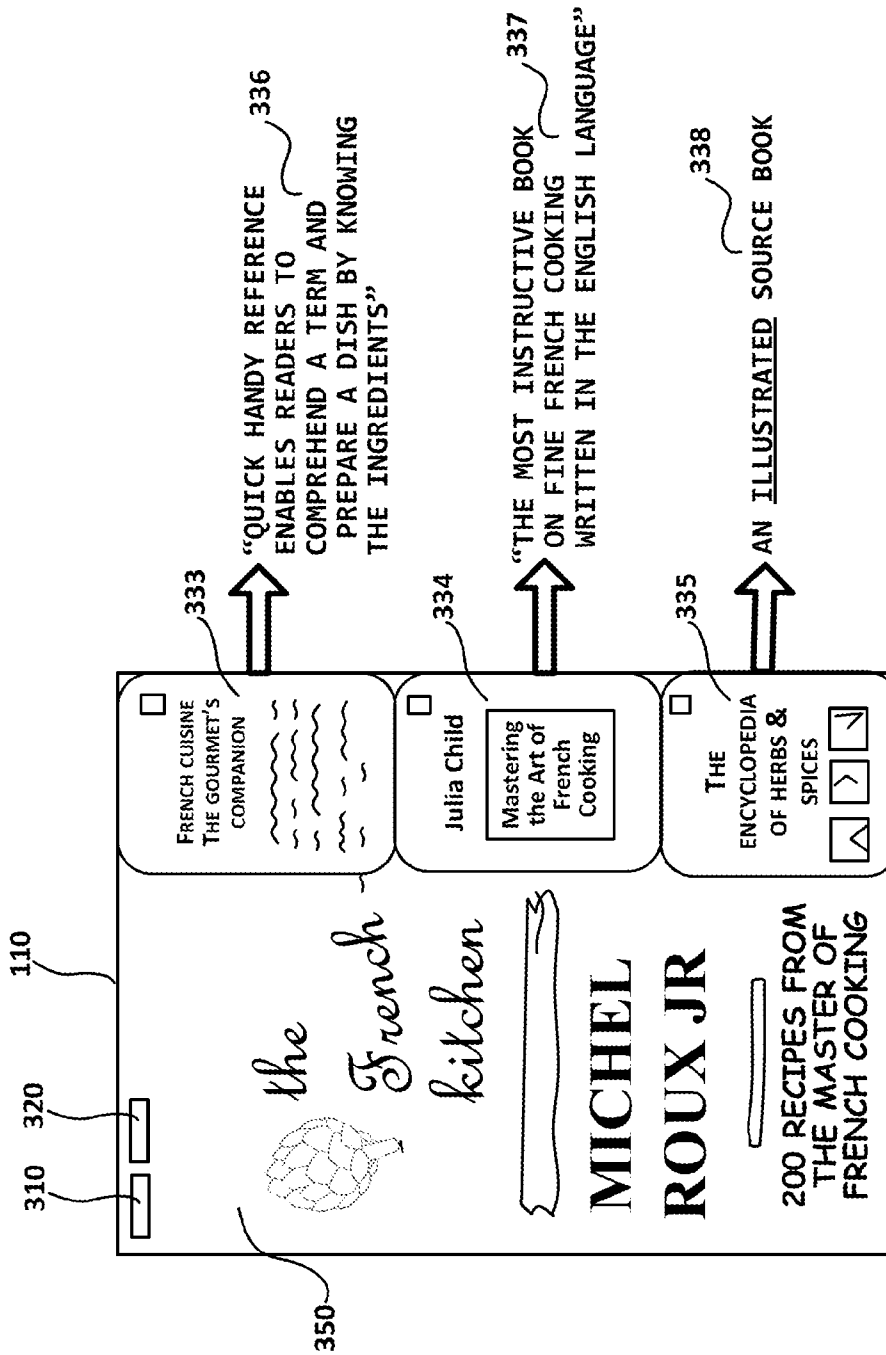 110
310
320
350
the
French
kitchen
MICHEL
ROUX JR
200 RECIPES FROM
THE MASTER OF
FRENCH COOKING
FRENCH CUISINE
THE GOURMET'S
COMPANION
333
Julia Child
Mastering
the Art of
French
Cooking
334
THE
ENCYCLOPEDIA
OF HERBS &
SPICES
335
"QUICK HANDY REFERENCE
ENABLES READERS TO
COMPREHEND A TERM AND
PREPARE A DISH BY KNOWING
THE INGREDIENTS"
336
"THE MOST INSTRUCTIVE BOOK
ON FINE FRENCH COOKING
WRITTEN IN THE ENGLISH LANGUAGE"
337
AN ILLUSTRATED SOURCE BOOK
338